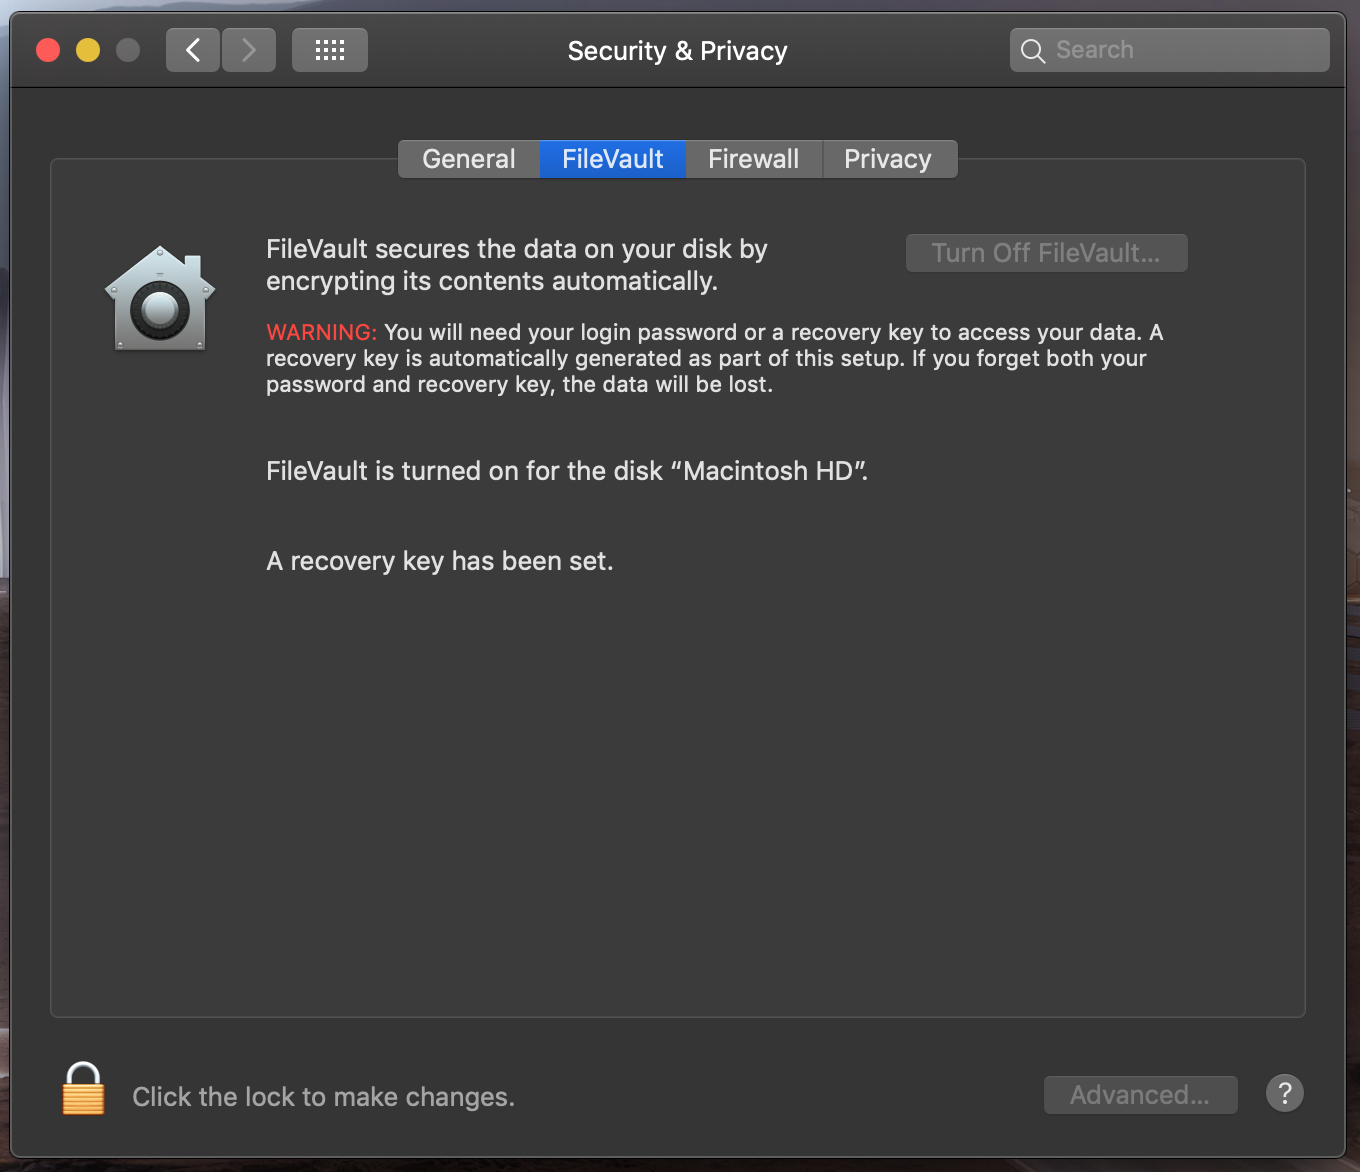 Security & Privacy
Search
General
FileVault
Firewall
Privacy
FileVault secures the data on your disk by
encrypting its contents automatically.
Turn Off FileVault...
WARNING: You will need your login password or a recovery key to access your data. A
recovery key is automatically generated as part of this setup. If you forget both your
password and recovery key, the data will be lost.
FileVault is turned on for the disk “Macintosh HD”.
A recovery key has been set.
Click the lock to make changes.
Advanced...
?